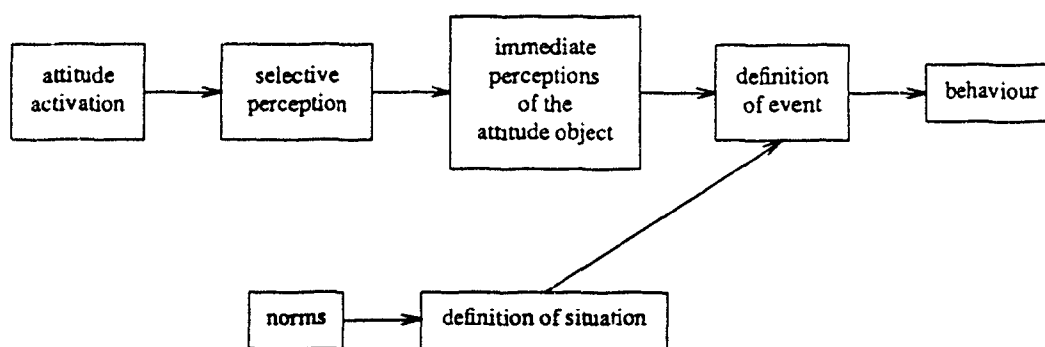 attitude
activation
selective
perception
immediate
perceptions
of the
attitude object
definition
of event
behaviour
norms
definition of situation